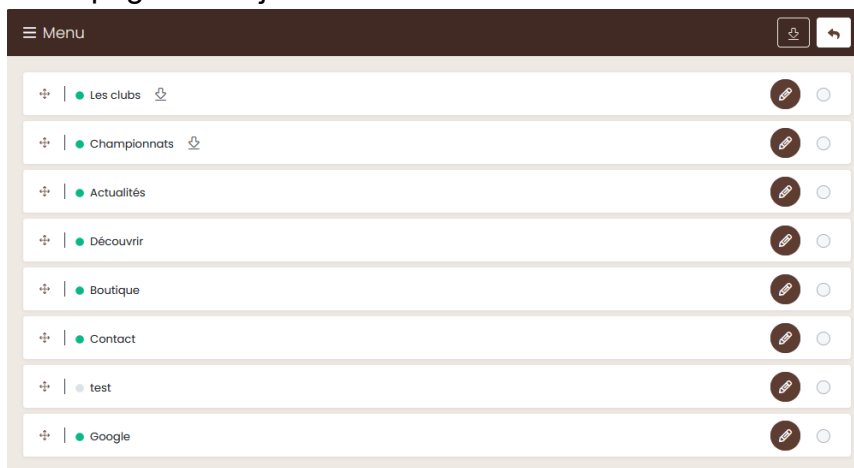 Menu
Les clubs
Championnats
Actualités
Découvrir
Boutique
Contact
test
Google